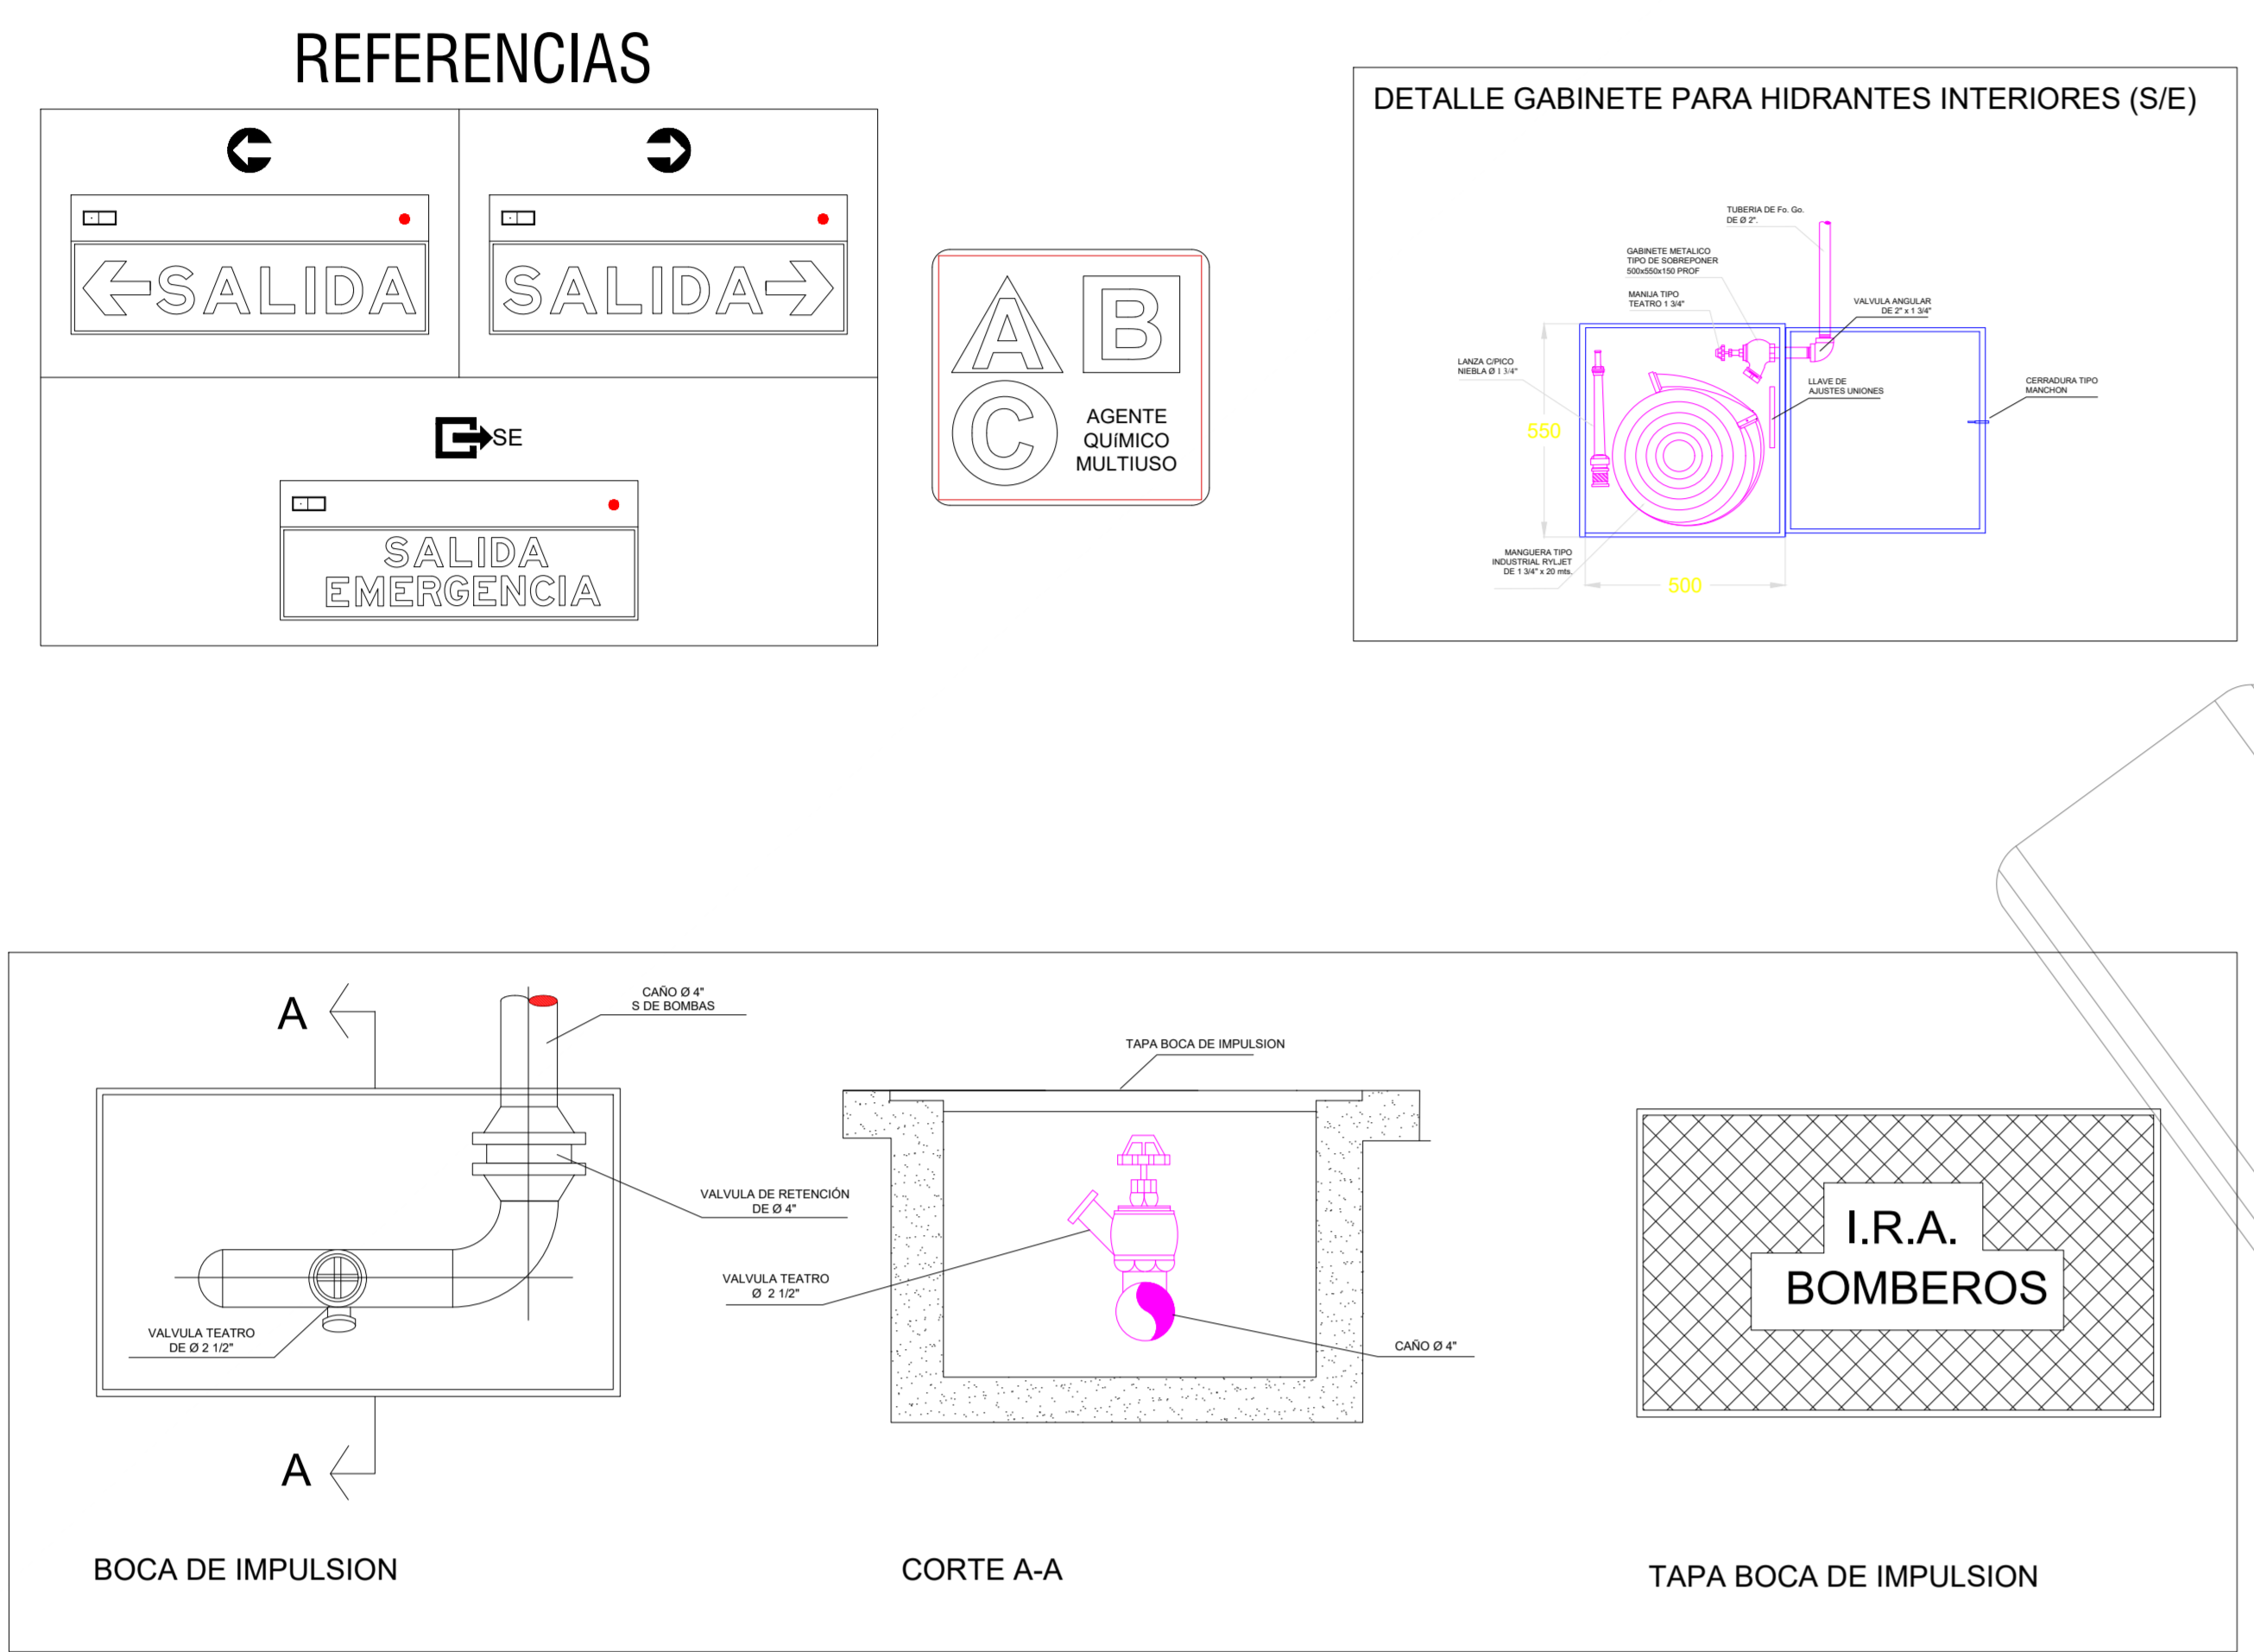 REFERENCIAS
SALIDA
SALIDA
SE
SALIDA
EMERGENCIA
A B
C
AGENTE
QUíMICO
MULTIUSO
DETALLE GABINETE PARA HIDRANTES INTERIORES (S/E)
TUBERIA DE Fo. Go.
DE Ø 2".
GABINETE METALICO
TIPO DE SOBREPONER
500x550x150 PROF
MANIJA TIPO
TEATRO 1 3/4"
VALVULA ANGULAR
DE 2" x 1 3/4"
LANZA C/PICO
NIEBLA Ø 1 3/4"
LLAVE DE
AJUSTES UNIONES
CERRADURA TIPO
MANCHON
550
MANGUERA TIPO
INDUSTRIAL RYLJET
DE 1 3/4" x 20 mts.
500
A
CAÑO Ø 4"
S DE BOMBAS
VALVULA DE RETENCIÓN
DE Ø 4"
VALVULA TEATRO
DE Ø 2 1/2"
A
BOCA DE IMPULSION
TAPA BOCA DE IMPULSION
VALVULA TEATRO
Ø 2 1/2"
CAÑO Ø 4"
CORTE A-A
I.R.A.
BOMBEROS
TAPA BOCA DE IMPULSION